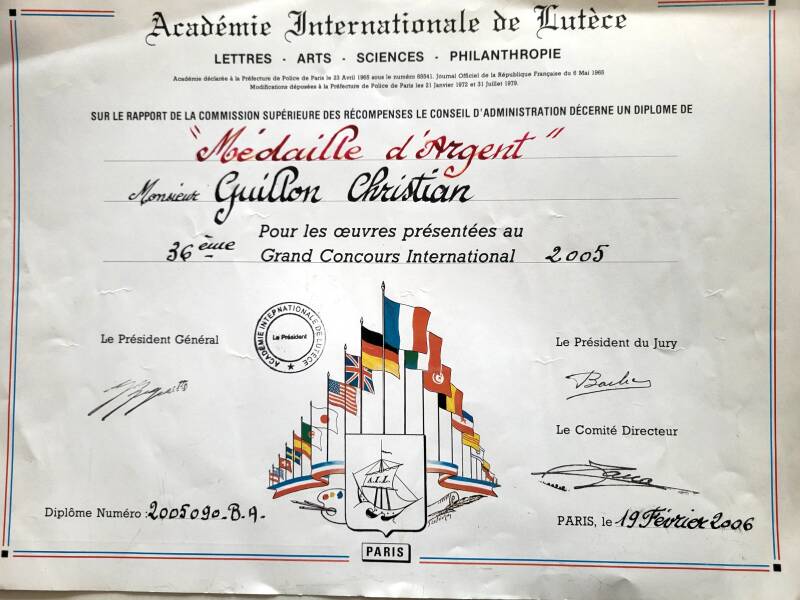 Académie Internationale de Lutèce
LETTRES · ARTS · SCIENCES · PHILANTHROPIE
Académie déclarée à la Préfecture de Police de Paris le 23 Avril 1965 sous le numéro 65541. Journal Officiel de la République Française du 6 Mai 1965
Modifications déposées à la Préfecture de Police de Paris les 21 Janvier 1972 et 31 Juillet 1979.
SUR LE RAPPORT DE LA COMMISSION SUPÉRIEURE DES RÉCOMPENSES LE CONSEIL D'ADMINISTRATION DÉCERNE UN DIPLOME DE
"Médaille d'Argent"
Monsieur Guillon Christian
Pour les œuvres présentées au
36ème Grand Concours International 2005
Le Président Général
ACADÉMIE INTERNATIONALE DE LUTÈCE
Le Président
Le Président du Jury
Le Comité Directeur
A.I.L.
Diplôme Numéro : 2005090-B.A.
PARIS, le 19 Février 2006
PARIS